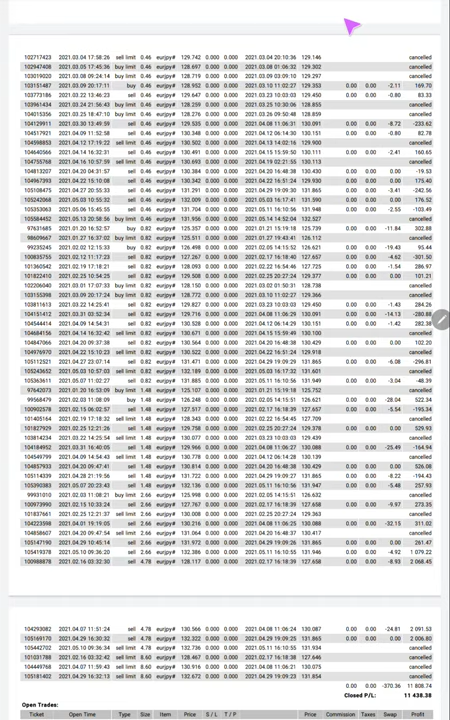 102717423 2021.03.04 17:58:26 sell limit 0.46 eurjpy# 129.742 0.000 0.000 2021.03.04 20:10:36 129.146 cancelled
102947408 2021.03.05 17:45:36 buy limit 0.46 eurjpy# 128.697 0.000 0.000 2021.03.08 01:06:32 129.302 cancelled
103019020 2021.03.08 09:24:14 buy limit 0.46 eurjpy# 128.719 0.000 0.000 2021.03.09 03:09:10 129.297 cancelled
103151487 2021.03.09 20:17:11 buy 0.46 eurjpy# 128.952 0.000 0.000 2021.03.10 11:02:27 129.353 0.00 0.00 -2.11 169.70
103773186 2021.03.22 13:46:23 sell 0.46 eurjpy# 129.647 0.000 0.000 2021.03.23 10:03:00 129.450 0.00 0.00 -0.80 83.33
103961434 2021.03.24 21:56:43 buy limit 0.46 eurjpy# 128.259 0.000 0.000 2021.03.25 10:30:06 128.855 cancelled
104015356 2021.03.25 18:47:10 buy limit 0.46 eurjpy# 128.276 0.000 0.000 2021.03.26 09:50:48 128.859 cancelled
104129911 2021.03.30 13:49:59 sell 0.46 eurjpy# 129.535 0.000 0.000 2021.04.08 11:06:31 130.091 0.00 0.00 -8.72 -233.62
104517921 2021.04.09 11:52:58 sell 0.46 eurjpy# 130.348 0.000 0.000 2021.04.12 06:14:30 130.151 0.00 0.00 -0.80 82.78
104598853 2021.04.12 17:19:22 sell limit 0.46 eurjpy# 130.502 0.000 0.000 2021.04.13 14:02:16 129.910 cancelled
104640566 2021.04.14 16:32:31 sell 0.46 eurjpy# 130.491 0.000 0.000 2021.04.15 15:59:50 130.111 0.00 0.00 -2.41 160.65
104755768 2021.04.16 10:57:59 sell limit 0.46 eurjpy# 130.693 0.000 0.000 2021.04.19 02:21:55 130.113 cancelled
104813207 2021.04.20 04:31:57 sell 0.46 eurjpy# 130.384 0.000 0.000 2021.04.20 16:48:38 130.430 0.00 0.00 0.00 -19.53
104967293 2021.04.22 15:10:08 sell 0.46 eurjpy# 130.342 0.000 0.000 2021.04.22 16:51:24 129.930 0.00 0.00 0.00 175.40
105108475 2021.04.27 20:55:33 sell 0.46 eurjpy# 131.291 0.000 0.000 2021.04.29 09:09:30 131.865 0.00 0.00 -3.41 -242.56
105242068 2021.05.03 10:55:32 sell 0.46 eurjpy# 132.009 0.000 0.000 2021.05.03 16:17:41 131.590 0.00 0.00 0.00 176.52
105353063 2021.05.06 15:45:55 sell 0.46 eurjpy# 131.704 0.000 0.000 2021.05.11 16:10:56 131.948 0.00 0.00 -2.55 -103.49
105584452 2021.05.13 20:58:56 buy limit 0.46 eurjpy# 131.956 0.000 0.000 2021.05.14 14:52:04 132.527 cancelled
97631685 2021.01.20 16:52:57 buy 0.82 eurjpy# 125.357 0.000 0.000 2021.01.21 15:19:18 125.739 0.00 0.00 -11.84 302.88
98609667 2021.01.27 16:37:10 buy limit 0.82 eurjpy# 125.511 0.000 0.000 2021.01.27 19:43:41 126.112 cancelled
99235245 2021.02.02 12:15:33 buy 0.82 eurjpy# 126.498 0.000 0.000 2021.02.05 14:15:52 126.621 0.00 0.00 -19.43 95.44
100835755 2021.02.12 11:17:23 sell 0.82 eurjpy# 127.267 0.000 0.000 2021.02.16 17:18:40 127.657 0.00 0.00 -4.62 -301.50
101360542 2021.02.19 17:18:21 sell 0.82 eurjpy# 128.093 0.000 0.000 2021.02.22 16:54:46 127.725 0.00 0.00 -1.54 286.97
101822410 2021.02.25 10:54:25 sell 0.82 eurjpy# 129.508 0.000 0.000 2021.02.25 20:27:24 129.377 0.00 0.00 0.00 101.21
102206040 2021.03.01 17:07:33 buy limit 0.82 eurjpy# 128.150 0.000 0.000 2021.03.02 01:50:31 128.738 cancelled
103155398 2021.03.09 20:17:24 buy limit 0.82 eurjpy# 128.772 0.000 0.000 2021.03.10 11:02:27 129.365 cancelled
103811613 2021.03.22 14:25:41 sell 0.82 eurjpy# 129.827 0.000 0.000 2021.03.23 10:03:03 129.450 0.00 0.00 -1.43 284.26
104151716 2021.03.31 03:52:34 sell 0.82 eurjpy# 129.716 0.000 0.000 2021.04.08 11:06:31 130.091 0.00 0.00 -14.13 -280.88
104544414 2021.04.09 14:54:31 sell 0.82 eurjpy# 130.528 0.000 0.000 2021.04.12 06:14:29 130.151 0.00 0.00 -1.42 282.38
104684156 2021.04.14 16:32:42 sell limit 0.82 eurjpy# 130.671 0.000 0.000 2021.04.15 15:59:49 130.100 cancelled
104847066 2021.04.20 09:37:38 sell 0.82 eurjpy# 130.564 0.000 0.000 2021.04.20 16:48:38 130.429 0.00 0.00 0.00 102.20
104976970 2021.04.22 15:10:23 sell limit 0.82 eurjpy# 130.522 0.000 0.000 2021.04.22 16:51:24 129.918 cancelled
105112521 2021.04.27 22:07:14 sell 0.82 eurjpy# 131.471 0.000 0.000 2021.04.29 09:09:29 131.865 0.00 0.00 -6.08 -296.81
105243652 2021.05.03 10:57:03 sell limit 0.82 eurjpy# 132.189 0.000 0.000 2021.05.03 16:17:32 131.601 cancelled
105363611 2021.05.07 11:02:27 sell 0.82 eurjpy# 131.885 0.000 0.000 2021.05.11 16:10:56 131.949 0.00 0.00 -3.04 -48.39
97642073 2021.01.20 16:53:09 buy limit 1.48 eurjpy# 125.107 0.000 0.000 2021.01.21 15:19:18 125.752 cancelled
99568479 2021.02.03 11:08:09 buy 1.48 eurjpy# 126.248 0.000 0.000 2021.02.05 14:15:51 126.621 0.00 0.00 -28.04 522.34
100902578 2021.02.15 06:02:57 sell 1.48 eurjpy# 127.517 0.000 0.000 2021.02.16 17:18:39 127.657 0.00 0.00 -5.54 -195.34
101405164 2021.02.19 17:18:32 sell limit 1.48 eurjpy# 128.343 0.000 0.000 2021.02.22 16:54:45 127.709 cancelled
101827929 2021.02.25 12:21:26 sell 1.48 eurjpy# 129.758 0.000 0.000 2021.02.25 20:27:24 129.378 0.00 0.00 0.00 529.93
103814234 2021.03.22 14:25:54 sell limit 1.48 eurjpy# 130.077 0.000 0.000 2021.03.23 10:03:03 129.439 cancelled
104184952 2021.03.31 16:40:05 sell 1.48 eurjpy# 129.966 0.000 0.000 2021.04.08 11:06:27 130.088 0.00 0.00 -25.49 -164.94
104549799 2021.04.09 14:54:43 sell limit 1.48 eurjpy# 130.778 0.000 0.000 2021.04.12 06:14:28 130.139 cancelled
104857933 2021.04.20 09:47:41 sell 1.48 eurjpy# 130.814 0.000 0.000 2021.04.20 16:48:38 130.429 0.00 0.00 0.00 526.08
105114339 2021.04.28 21:19:56 sell 1.48 eurjpy# 131.722 0.000 0.000 2021.04.29 09:09:27 131.865 0.00 0.00 -8.22 -194.43
105390383 2021.05.07 20:23:43 sell 1.48 eurjpy# 132.136 0.000 0.000 2021.05.11 16:10:56 131.947 0.00 0.00 -5.48 257.93
99931010 2021.02.03 11:08:21 buy limit 2.66 eurjpy# 125.998 0.000 0.000 2021.02.05 14:15:51 126.632 cancelled
100973990 2021.02.15 10:33:24 sell 2.66 eurjpy# 127.767 0.000 0.000 2021.02.16 17:18:39 127.658 0.00 0.00 -9.97 273.35
101837661 2021.02.25 12:21:37 sell limit 2.66 eurjpy# 130.008 0.000 0.000 2021.02.25 20:27:24 129.363 cancelled
104223598 2021.04.01 19:19:05 sell 2.66 eurjpy# 130.216 0.000 0.000 2021.04.08 11:06:25 130.088 0.00 0.00 -32.15 311.02
104858607 2021.04.20 09:47:54 sell limit 2.66 eurjpy# 131.064 0.000 0.000 2021.04.20 16:48:37 130.417 cancelled
105147190 2021.04.29 10:45:14 sell 2.66 eurjpy# 131.972 0.000 0.000 2021.04.29 19:09:26 131.865 0.00 0.00 0.00 261.47
105419378 2021.05.10 09:36:20 sell 2.66 eurjpy# 132.386 0.000 0.000 2021.05.11 16:10:55 131.946 0.00 0.00 -4.92 1 079.22
100988878 2021.02.16 03:32:30 sell 4.78 eurjpy# 128.117 0.000 0.000 2021.02.16 17:18:39 127.658 0.00 0.00 -8.93 2 068.45
104293082 2021.04.07 11:51:24 sell 4.78 eurjpy# 130.566 0.000 0.000 2021.04.08 11:06:24 130.087 0.00 0.00 -24.81 2 091.53
105169170 2021.04.29 16:30:32 sell 4.78 eurjpy# 132.322 0.000 0.000 2021.04.29 19:09:25 131.865 0.00 0.00 0.00 2 006.80
105442702 2021.05.10 09:36:34 sell limit 4.78 eurjpy# 132.736 0.000 0.000 2021.05.11 16:10:55 131.934 cancelled
101031788 2021.02.16 03:32:42 sell limit 8.60 eurjpy# 128.467 0.000 0.000 2021.02.17 16:18:38 127.646 cancelled
104449768 2021.04.07 11:59:43 sell limit 8.60 eurjpy# 130.916 0.000 0.000 2021.04.08 11:06:21 130.075 cancelled
105181402 2021.04.29 16:32:13 sell limit 8.60 eurjpy# 132.672 0.000 0.000 2021.04.29 19:09:23 131.854 cancelled
0.00 0.00 -370.36 11 808.74
Closed P/L: 11 438.38
Open Trades:
Ticket Open Time Type Size Item Price S / L T / P Price Commission Taxes Swap Profit